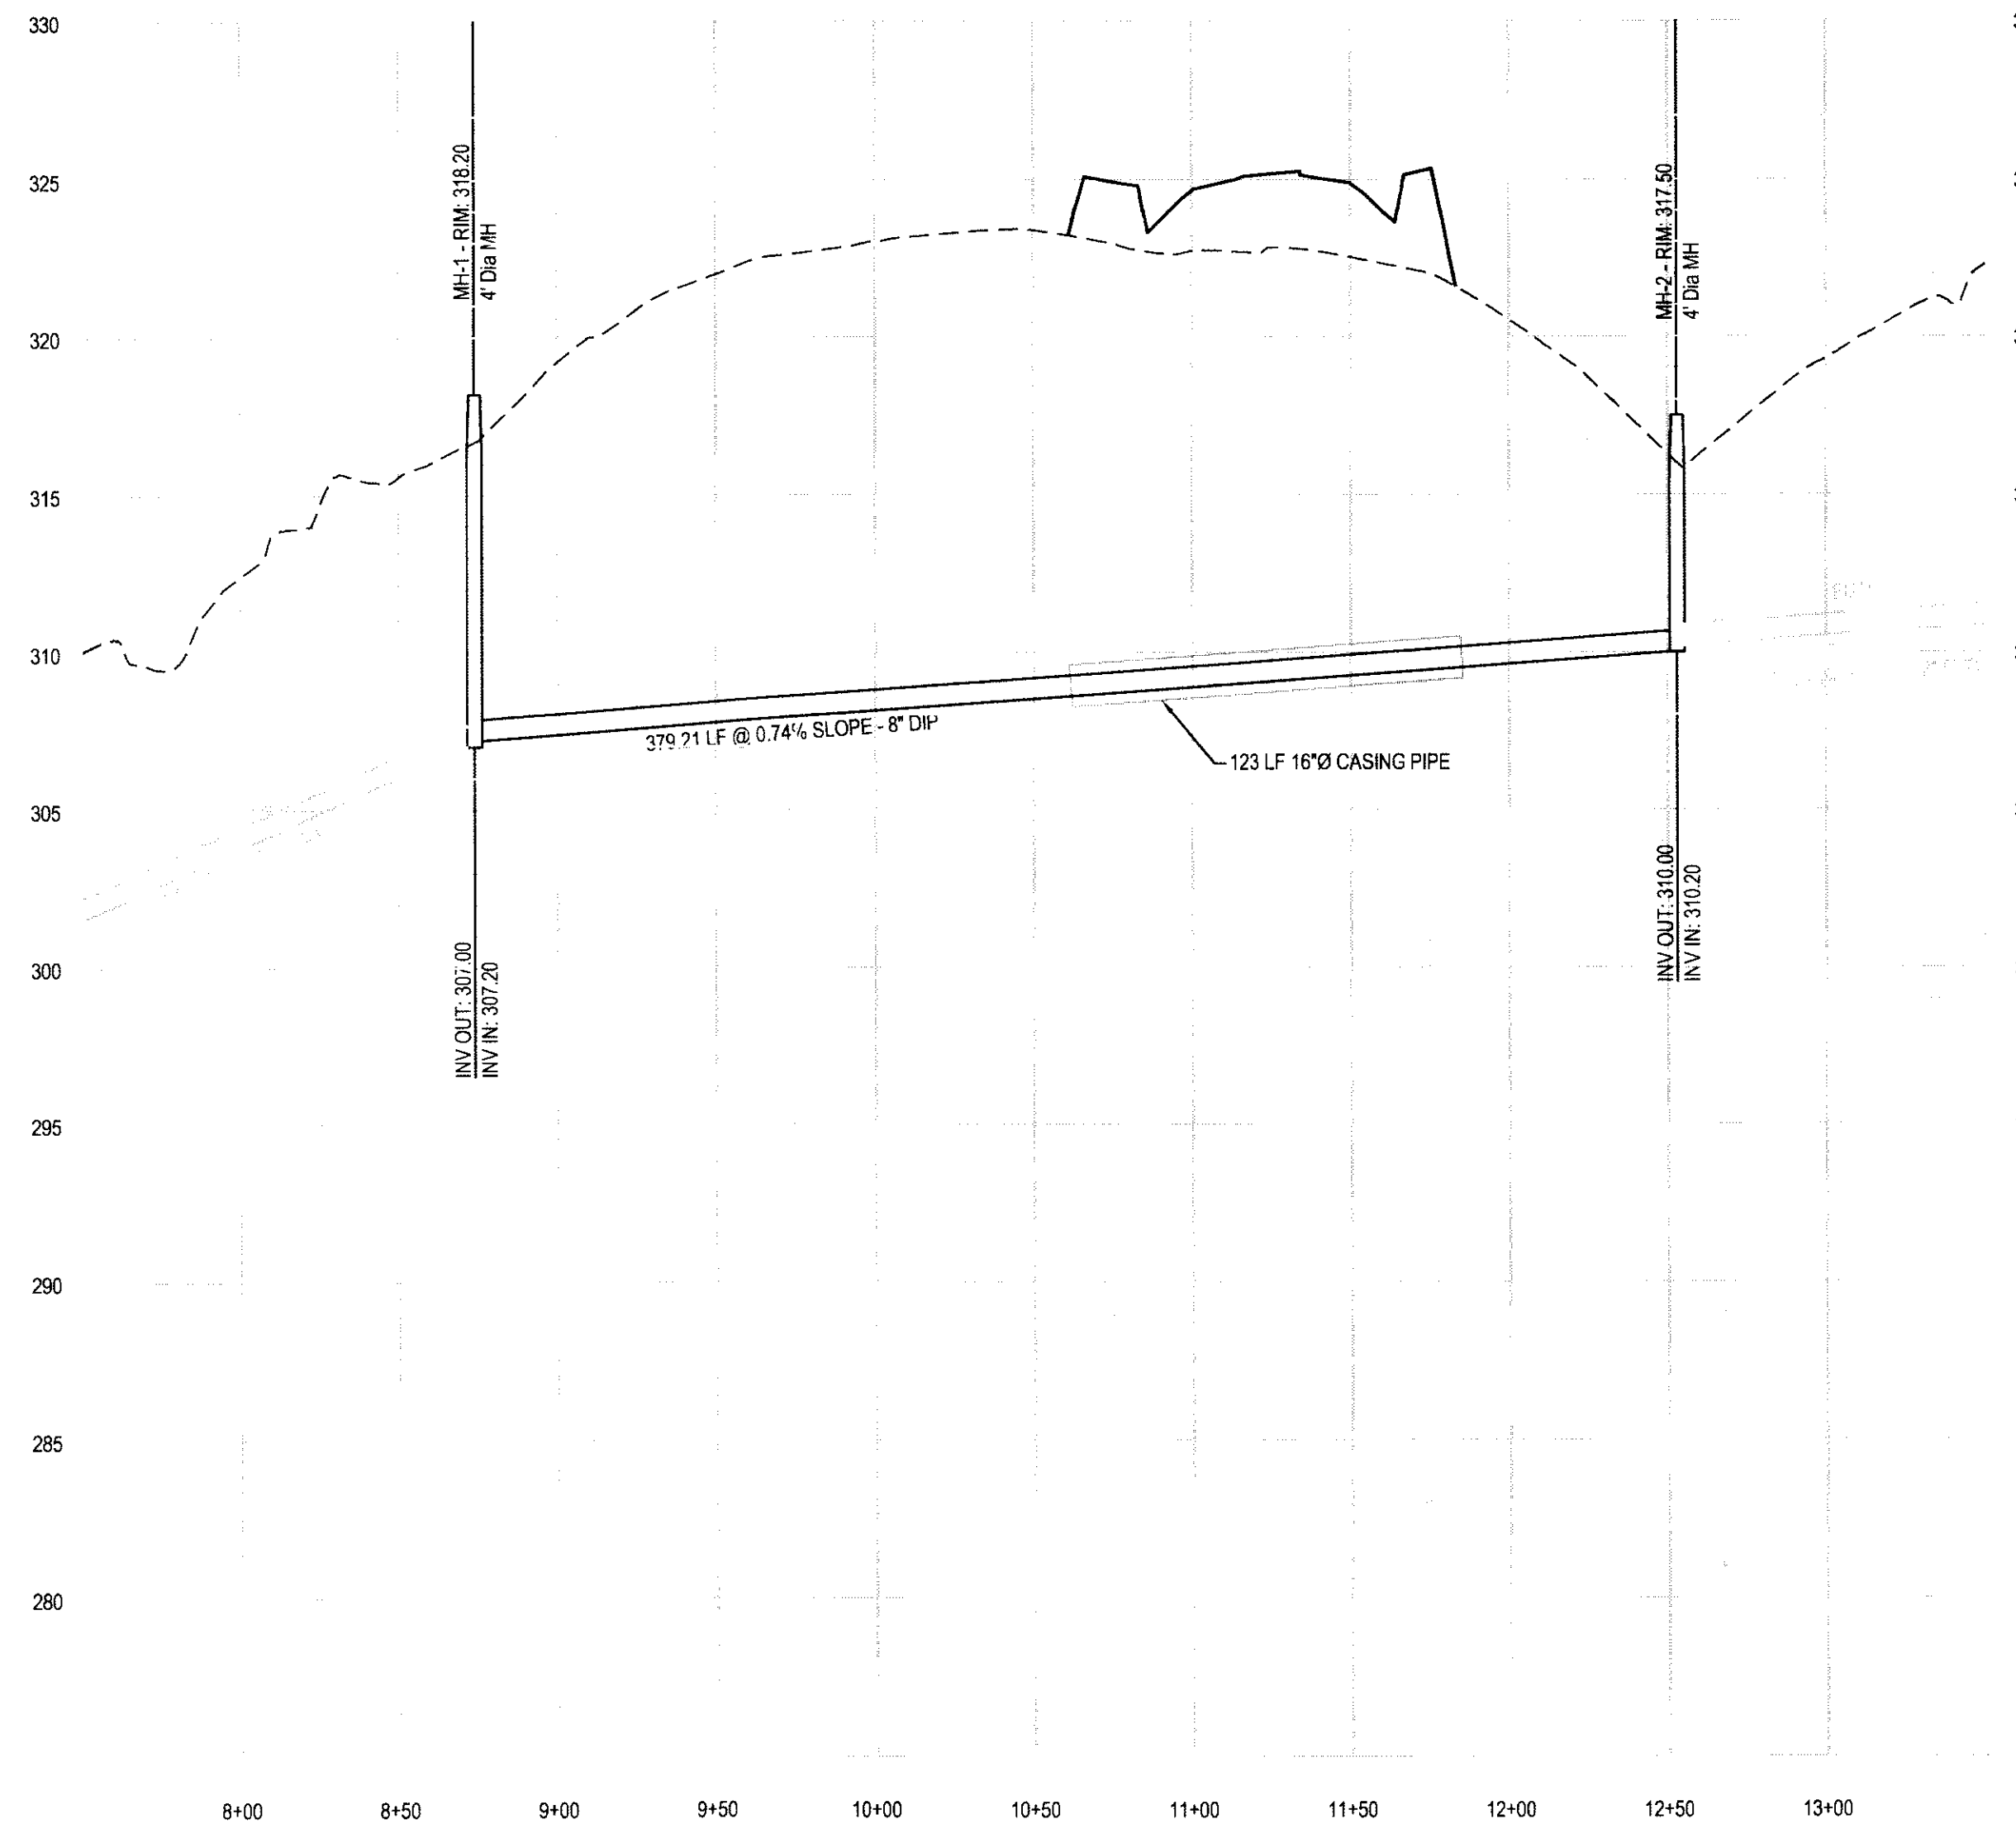 330
325
320
315
310
305
300
295
290
285
280
MH-1 - RIM: 318.20
4' Dia MH
MH-2 - RIM: 317.50
4' Dia MH
379.21 LF @ 0.74% SLOPE - 8" DIP
123 LF 16"Ø CASING PIPE
INV OUT: 307.00
INV IN: 307.20
INV OUT: 310.00
INV IN: 310.20
8+00 8+50 9+00 9+50 10+00 10+50 11+00 11+50 12+00 12+50 13+00